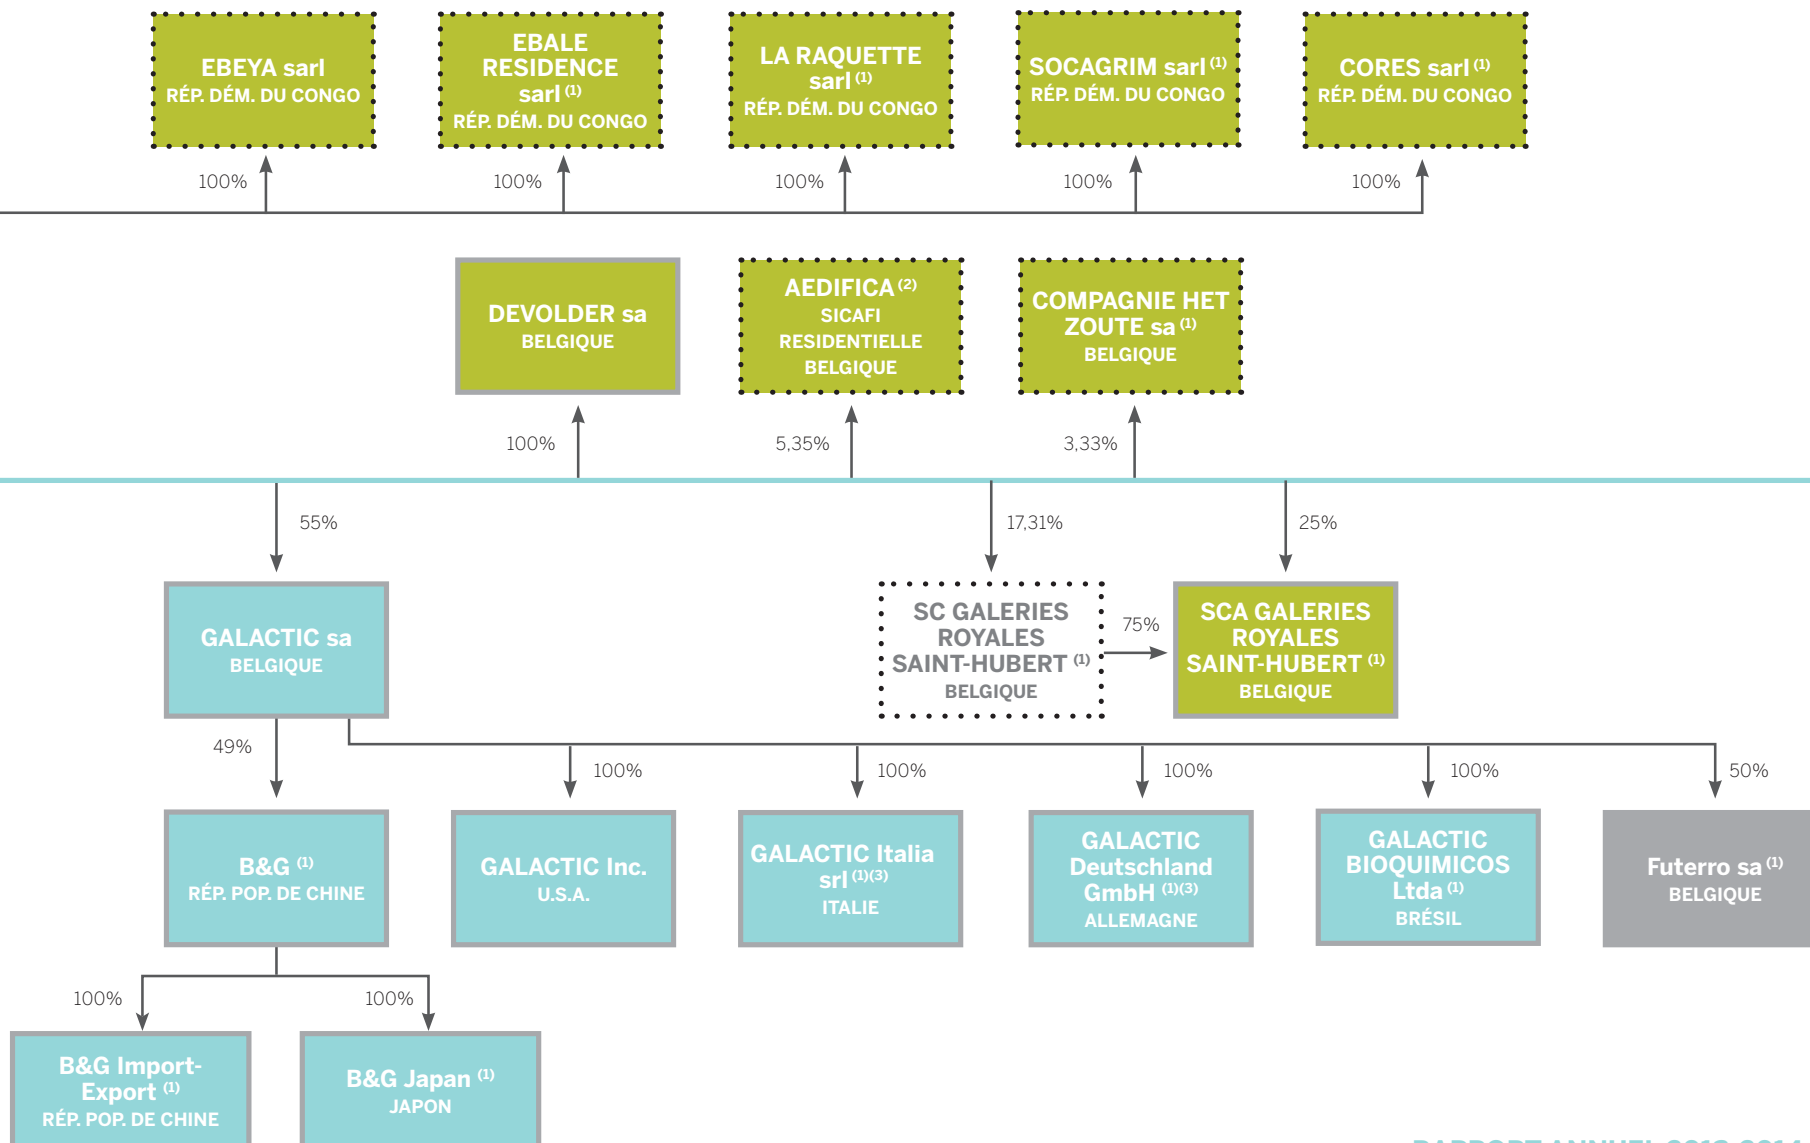 EBEYA sarl
RÉP. DÉM. DU CONGO
EBALE
RESIDENCE
sarl (1)
RÉP. DÉM. DU CONGO
LA RAQUETTE
sarl (1)
RÉP. DÉM. DU CONGO
SOCAGRIM sarl (1)
RÉP. DÉM. DU CONGO
CORES sarl (1)
RÉP. DÉM. DU CONGO
100%
100%
100%
100%
100%
DEVOLDER sa
BELGIQUE
AEDIFICA (2)
SICAFI
RESIDENTIELLE
BELGIQUE
COMPAGNIE HET
ZOUTE sa (1)
BELGIQUE
100%
5,35%
3,33%
55%
17,31%
25%
GALACTIC sa
BELGIQUE
SC GALERIES
ROYALES
SAINT-HUBERT (1)
BELGIQUE
75%
SCA GALERIES
ROYALES
SAINT-HUBERT (1)
BELGIQUE
49%
100%
100%
100%
100%
50%
B&G (1)
RÉP. POP. DE CHINE
GALACTIC Inc.
U.S.A.
GALACTIC Italia
srl (1)(3)
ITALIE
GALACTIC
Deutschland
GmbH (1)(3)
ALLEMAGNE
GALACTIC
BIOQUIMICOS
Ltda (1)
BRÉSIL
Futerro sa (1)
BELGIQUE
100%
100%
B&G Import-
Export (1)
RÉP. POP. DE CHINE
B&G Japan (1)
JAPON
RAPPORT ANNUEL 2013-2014